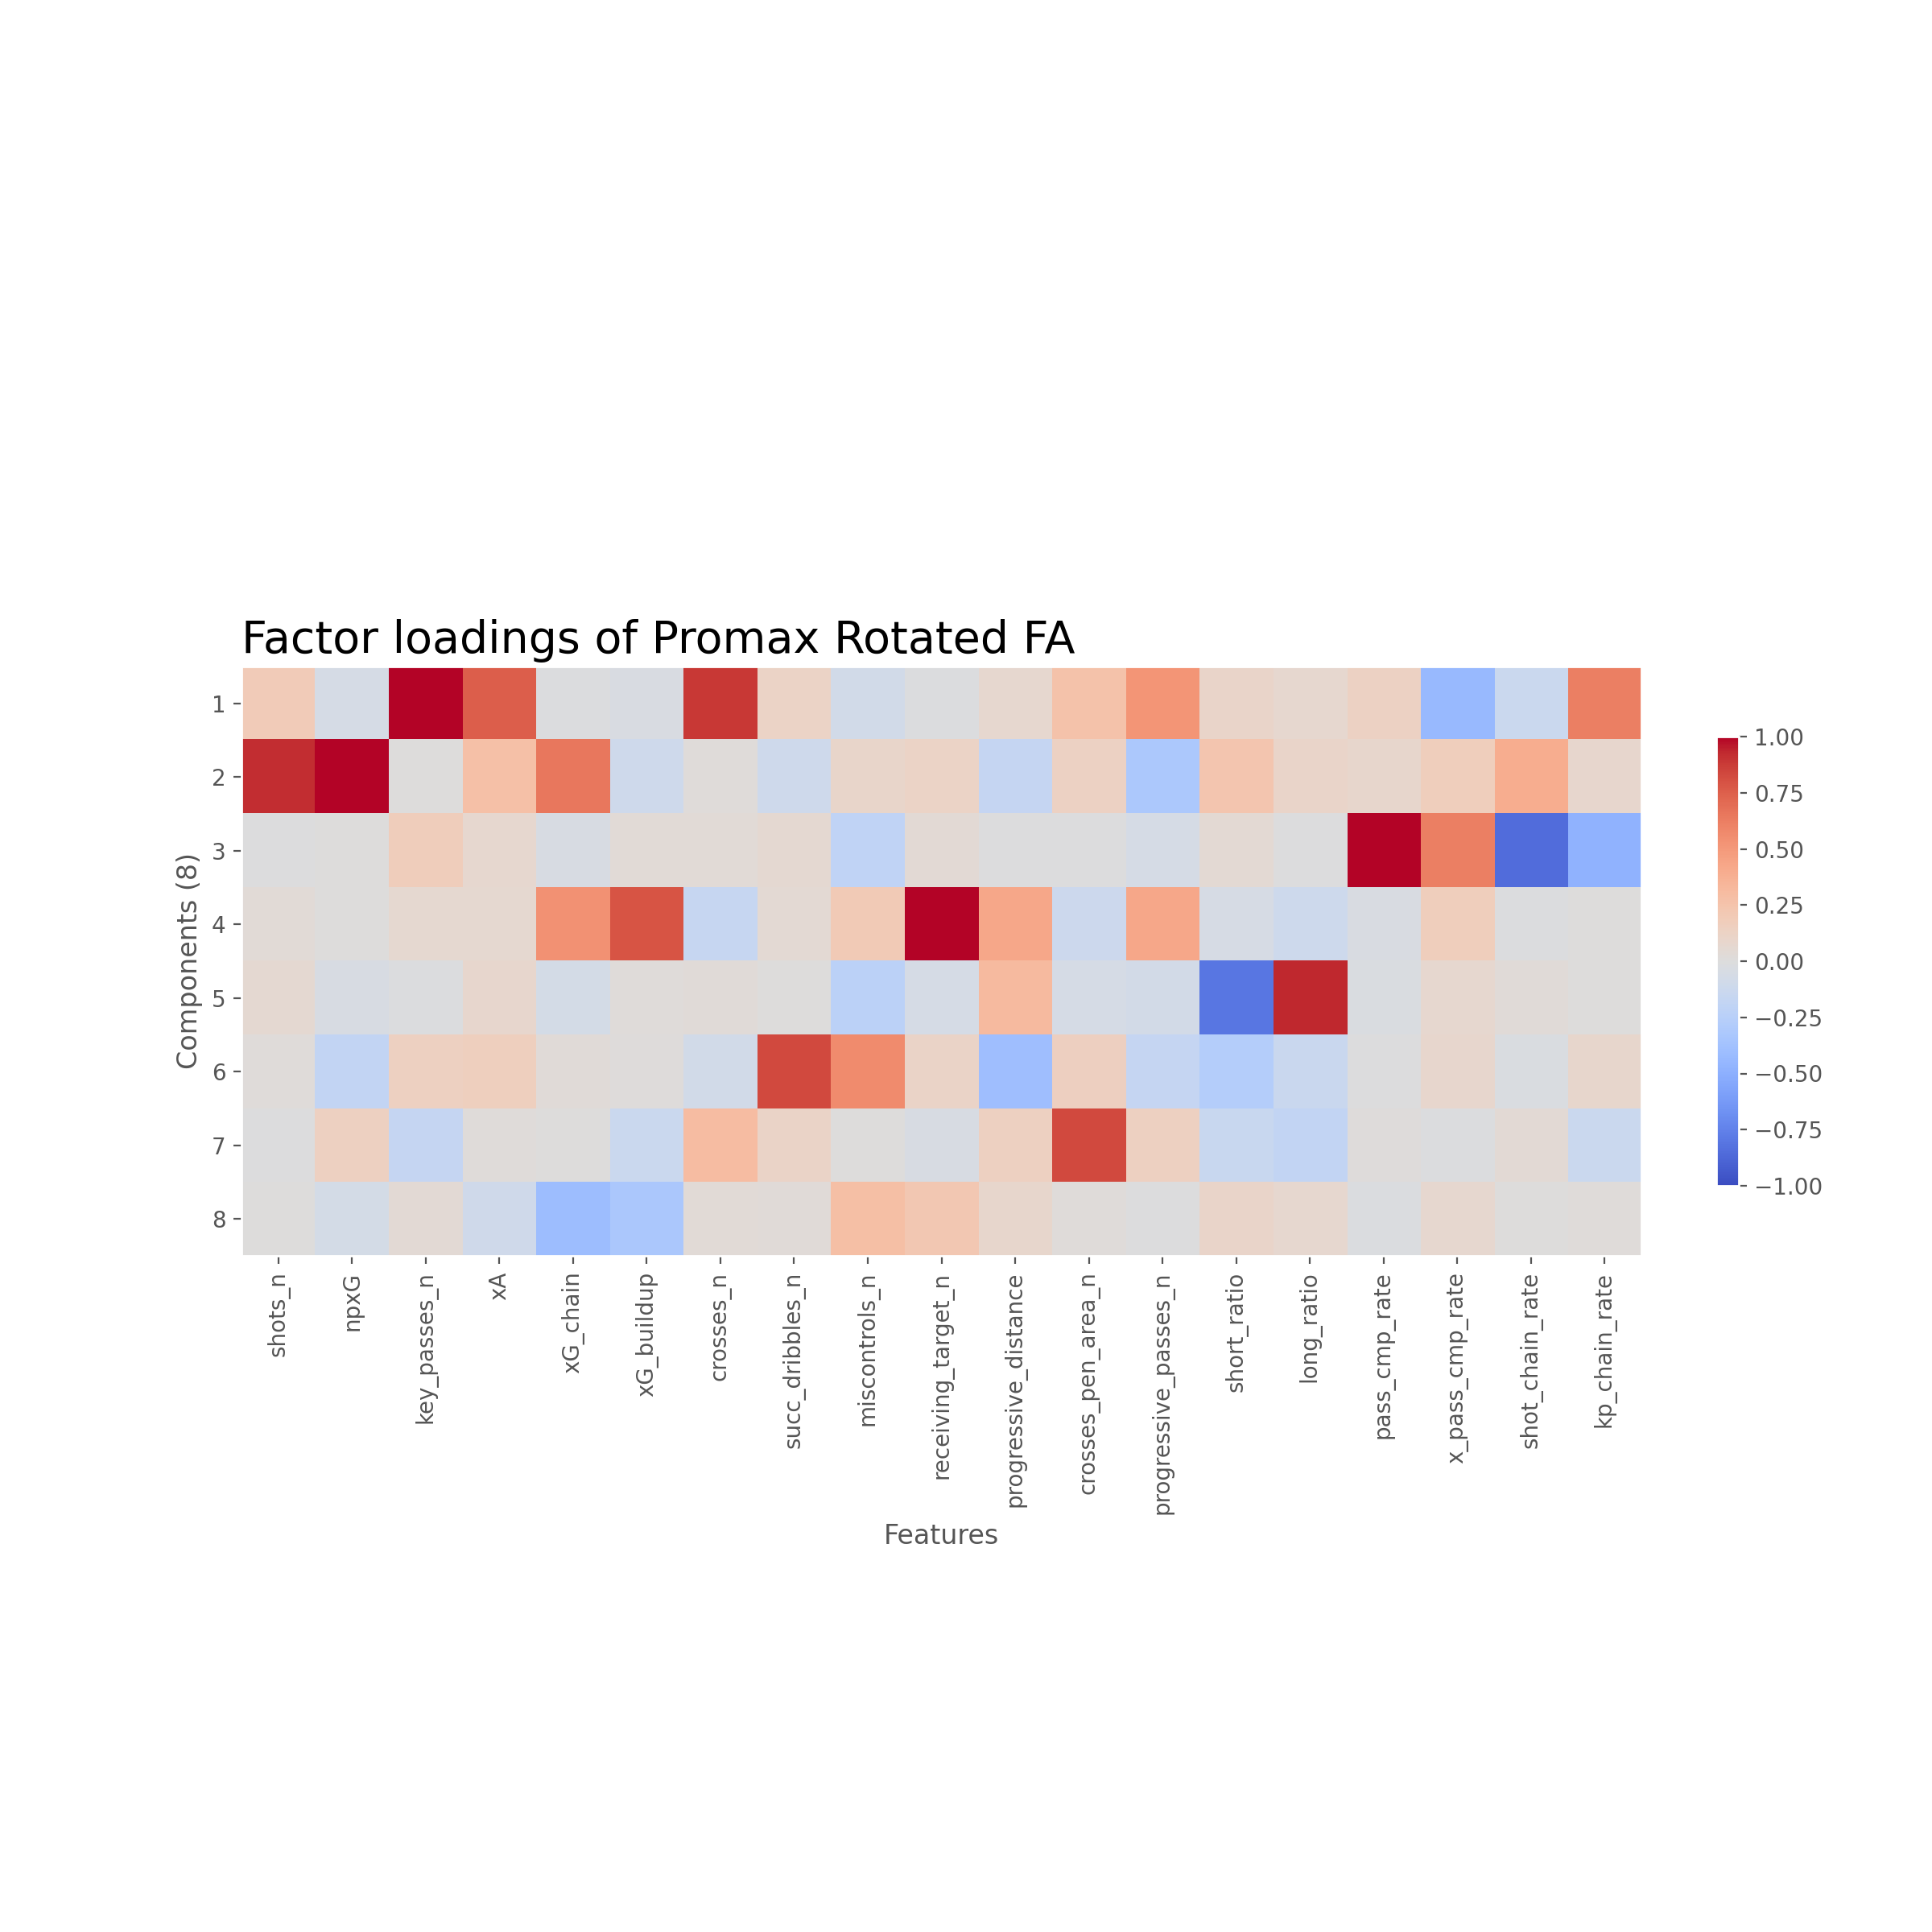 Factor loadings of Promax Rotated FA
Components (8)
1
2
3
4
5
6
7
8
shots_n
npxG
key_passes_n
xA
xG_chain
xG_buildup
crosses_n
succ_dribbles_n
miscontrols_n
receiving_target_n
progressive_distance
crosses_pen_area_n
progressive_passes_n
short_ratio
long_ratio
pass_cmp_rate
x_pass_cmp_rate
shot_chain_rate
kp_chain_rate
Features
1.00
0.75
0.50
0.25
0.00
−0.25
−0.50
−0.75
−1.00